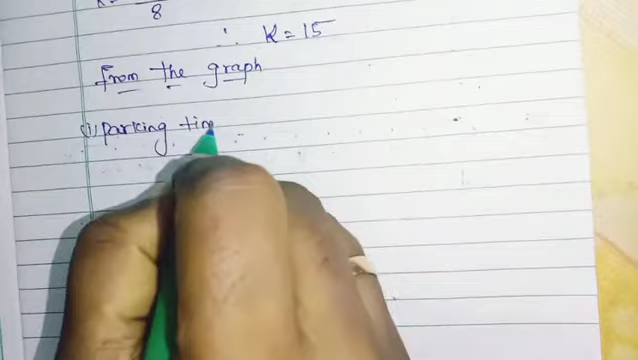 8
∴ K = 15
From the graph
(i) Parking tim